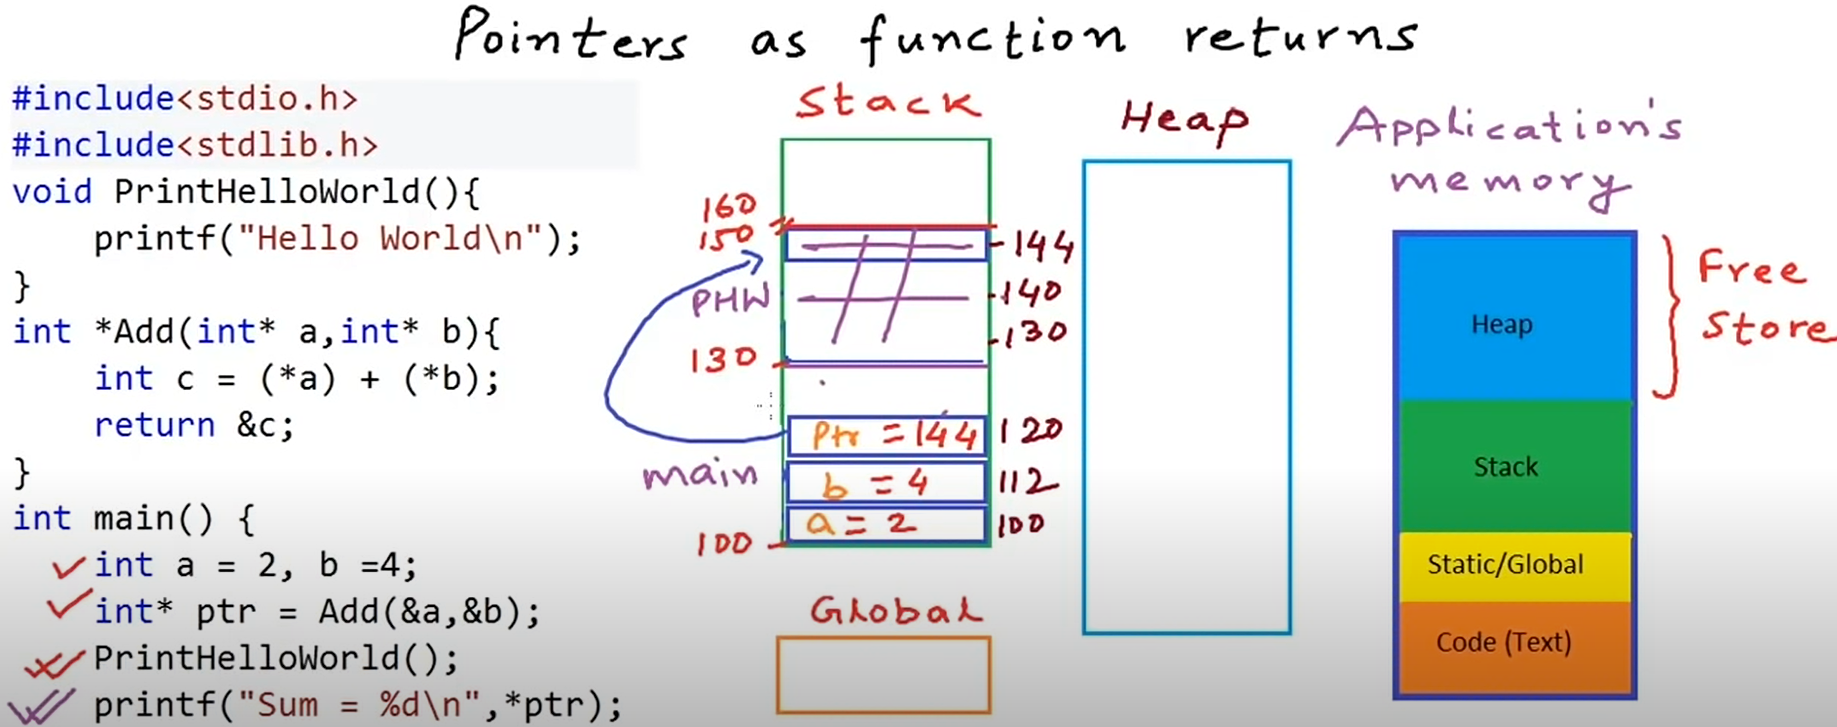 Pointers as function returns
#include<stdio.h>
#include<stdlib.h>
void PrintHelloWorld(){
printf("Hello World\n");
}
int *Add(int* a,int* b){
int c = (*a) + (*b);
return &c;
}
int main() {
int a = 2, b =4;
int* ptr = Add(&a,&b);
PrintHelloWorld();
printf("Sum = %d\n",*ptr);
Stack
160
150
144
PHW
140
130
130
Ptr = 144
120
main
b = 4
112
a = 2
100
100
Global
Heap
Application's
memory
Heap
Stack
Static/Global
Code (Text)
Free
Store